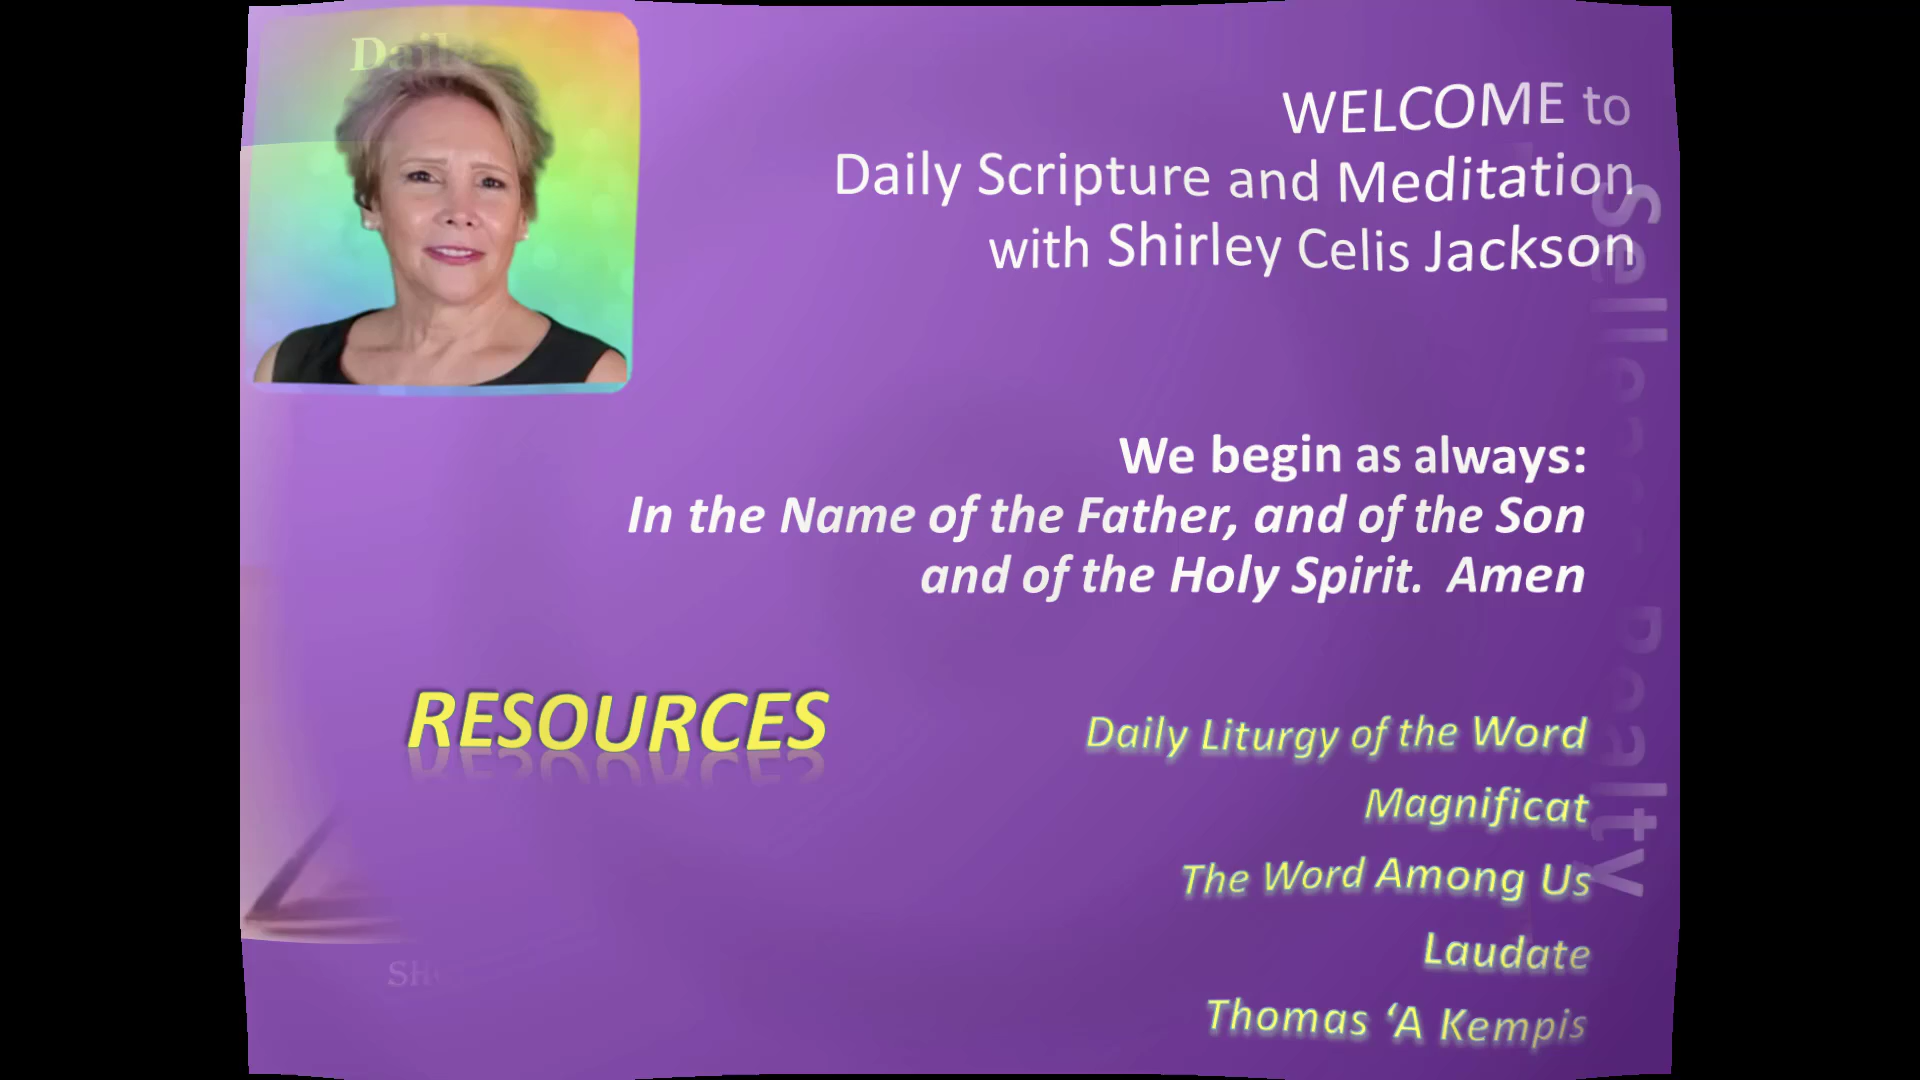 WELCOME to
Daily Scripture and Meditation
with Shirley Celis Jackson
We begin as always:
In the Name of the Father, and of the Son
and of the Holy Spirit.  Amen
RESOURCES
Daily Liturgy of the Word
Magnificat
The Word Among Us
Laudate
Thomas ‘A Kempis